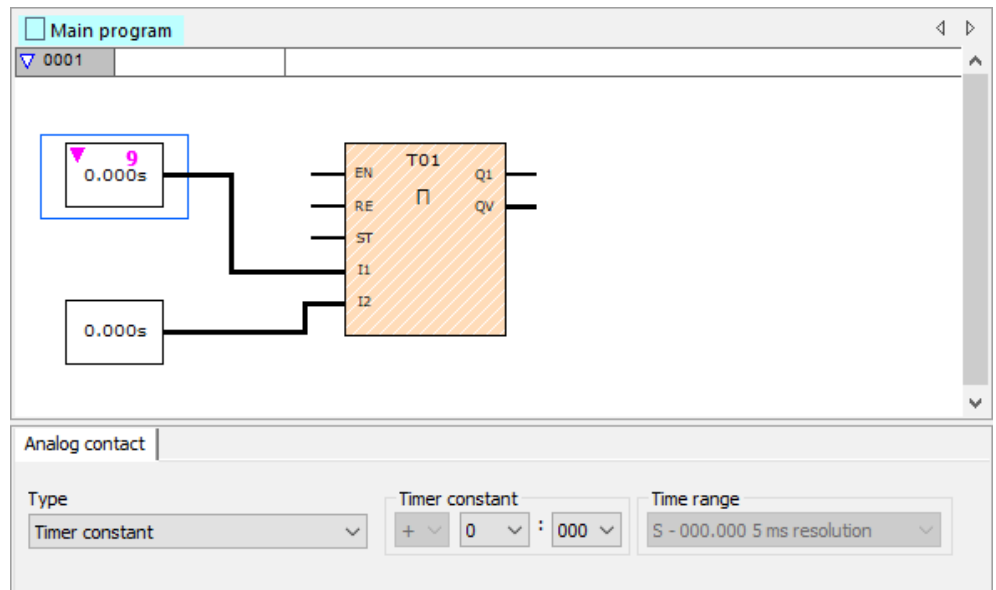 Main program
0001
9
0.000s
T01
EN
Q1
RE
QV
ST
I1
I2
0.000s
Analog contact
Type
Timer constant
Time range
Timer constant
+ 0 : 000
S - 000.000 5 ms resolution